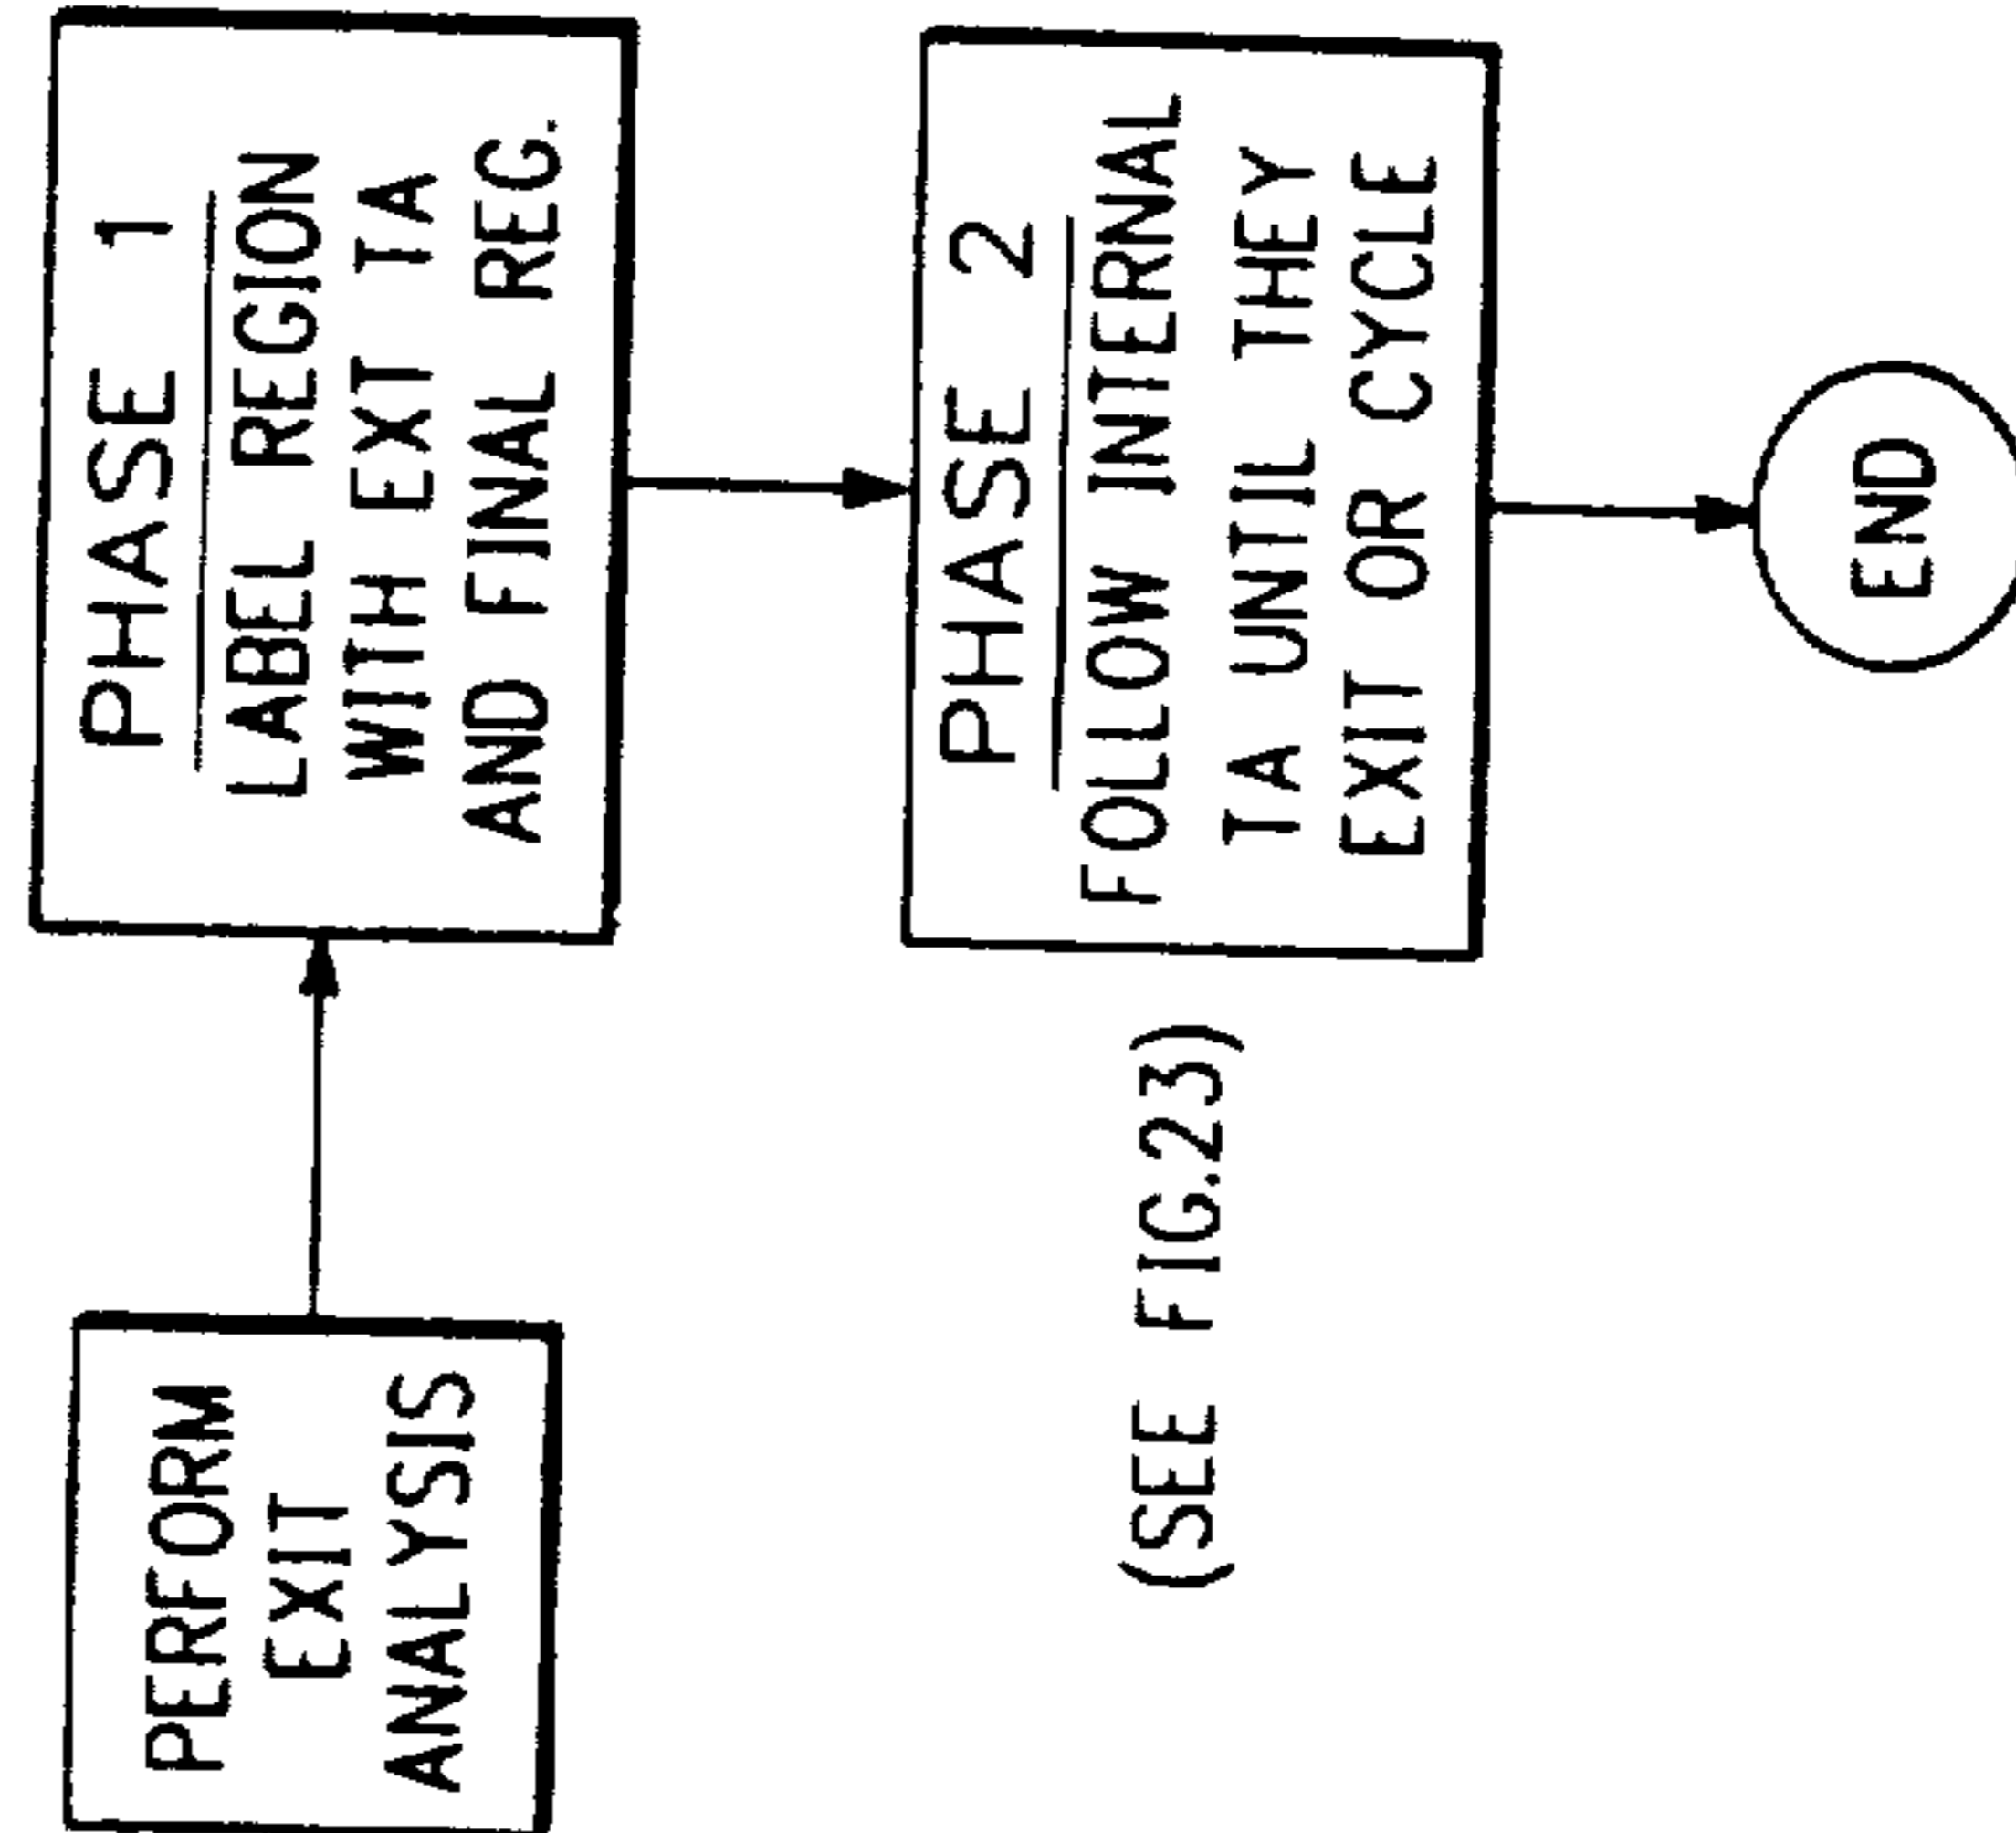 PERFORM
EXIT
ANALYSIS
PHASE 1
LABEL REGION
WITH EXT TA
AND FINAL REG.
(SEE FIG.23)
PHASE 2
FOLLOW INTERNAL
TA UNTIL THEY
EXIT OR CYCLE
END